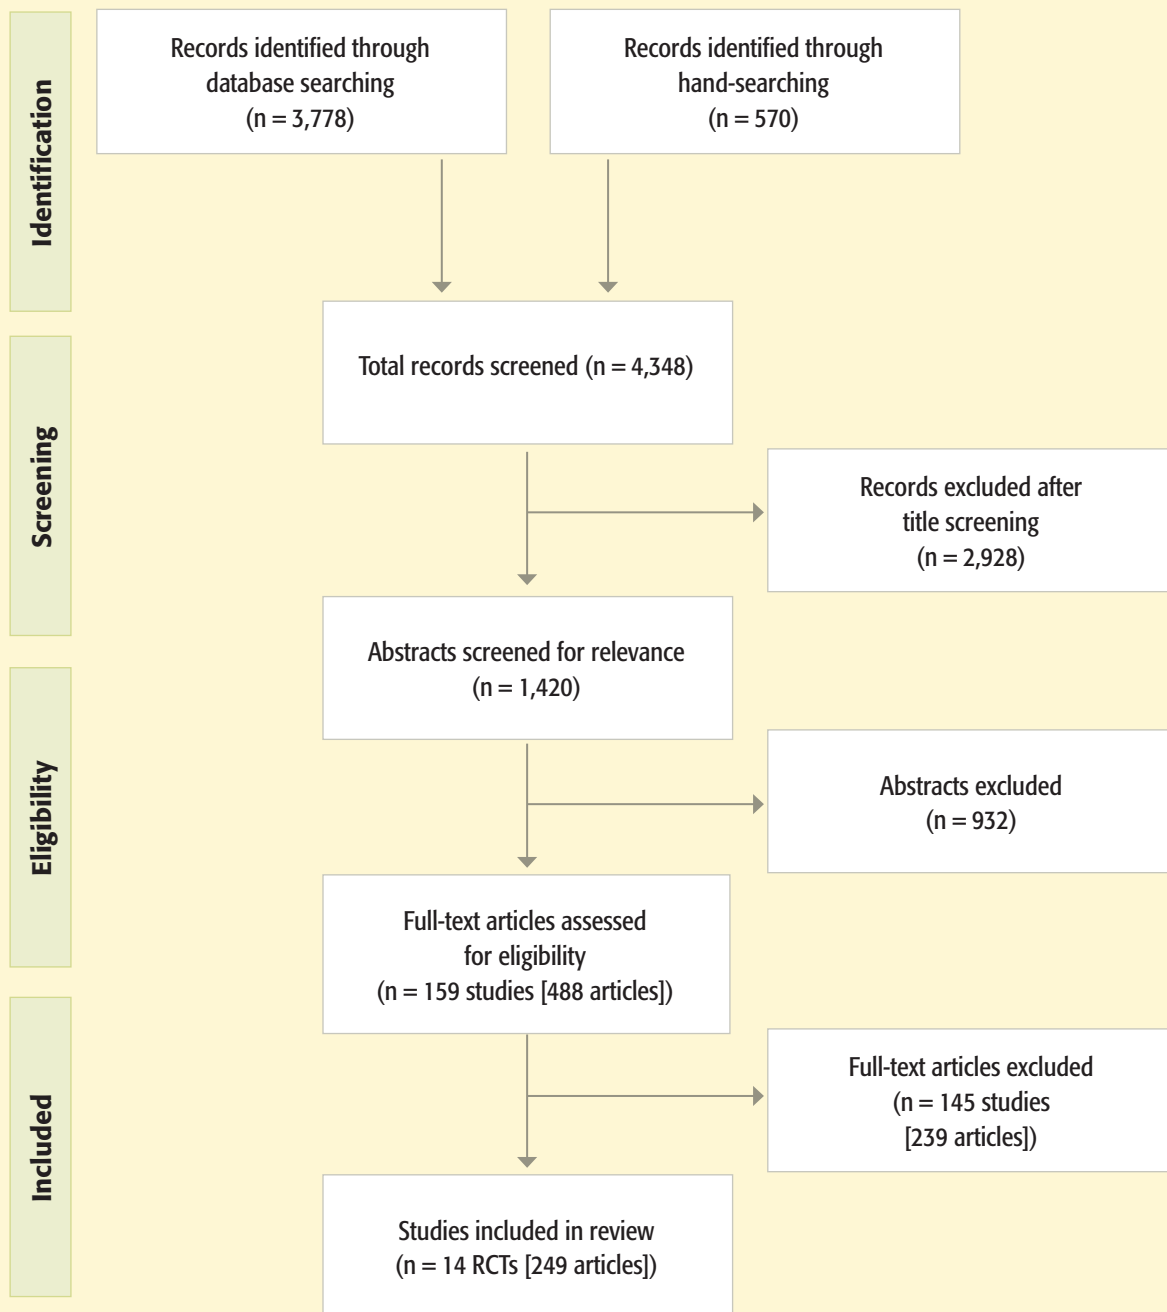 Identification
Records identified through
database searching
(n = 3,778)
Records identified through
hand-searching
(n = 570)
Screening
Total records screened (n = 4,348)
Records excluded after
title screening
(n = 2,928)
Abstracts screened for relevance
(n = 1,420)
Eligibility
Abstracts excluded
(n = 932)
Full-text articles assessed
for eligibility
(n = 159 studies [488 articles])
Included
Full-text articles excluded
(n = 145 studies
[239 articles])
Studies included in review
(n = 14 RCTs [249 articles])